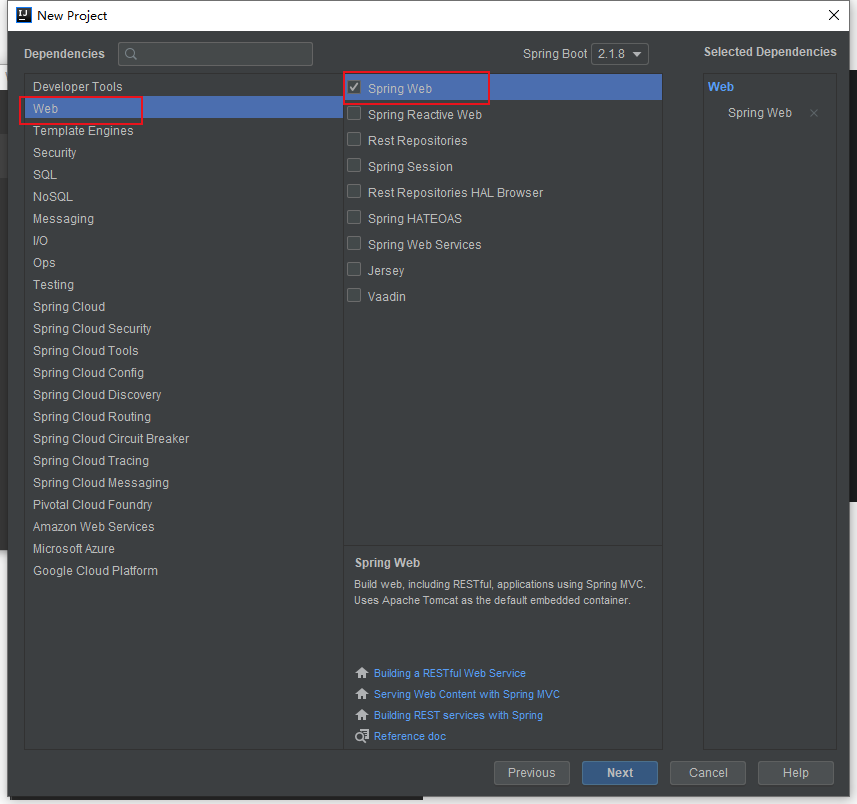 New Project
Dependencies
Spring Boot 2.1.8
Selected Dependencies
Developer Tools
Web
Template Engines
Security
SQL
NoSQL
Messaging
I/O
Ops
Testing
Spring Cloud
Spring Cloud Security
Spring Cloud Tools
Spring Cloud Config
Spring Cloud Discovery
Spring Cloud Routing
Spring Cloud Circuit Breaker
Spring Cloud Tracing
Spring Cloud Messaging
Pivotal Cloud Foundry
Amazon Web Services
Microsoft Azure
Google Cloud Platform
Spring Web
Spring Reactive Web
Rest Repositories
Spring Session
Rest Repositories HAL Browser
Spring HATEOAS
Spring Web Services
Jersey
Vaadin
Spring Web
Build web, including RESTful, applications using Spring MVC.
Uses Apache Tomcat as the default embedded container.
Building a RESTful Web Service
Serving Web Content with Spring MVC
Building REST services with Spring
Reference doc
Web
Spring Web
Previous
Next
Cancel
Help